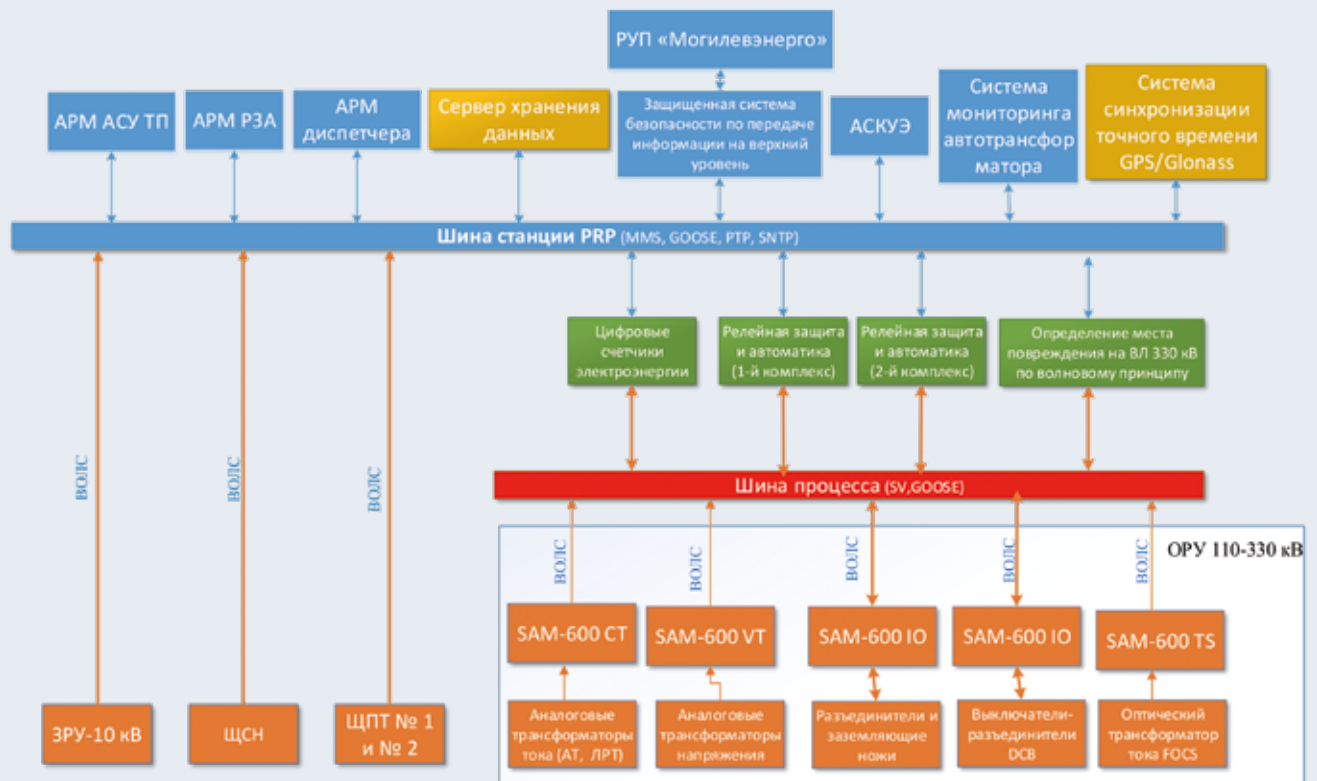 РУП «Могилевэнерго»
АРМ АСУ ТП
АРМ РЗА
АРМ
диспетчера
Сервер хранения
данных
Защищенная система
безопасности по передаче
информации на верхний
уровень
АСКУЭ
Система
мониторинга
автотрансфор
матора
Система
синхронизации
точного времени
GPS/Glonass
Шина станции PRP (MMS, GOOSE, PTP, SNTP)
Цифровые
счетчики
электроэнергии
Релейная защита
и автоматика
(1-й комплекс)
Релейная защита
и автоматика
(2-й комплекс)
Определение места
повреждения на ВЛ 330 кВ
по волновому принципу
ВОЛС
ВОЛС
ВОЛС
Шина процесса (SV,GOOSE)
ОРУ 110-330 кВ
ВОЛС
ВОЛС
ВОЛС
ВОЛС
ВОЛС
SAM-600 CT
SAM-600 VT
SAM-600 IO
SAM-600 IO
SAM-600 TS
ЗРУ-10 кВ
ЩСН
ЩПТ № 1
и № 2
Аналоговые
трансформаторы
тока (АТ, ЛРТ)
Аналоговые
трансформаторы
напряжения
Разъединители и
заземляющие
ножи
Выключатели-
разъединители
DCB
Оптический
трансформатор
тока FOCS